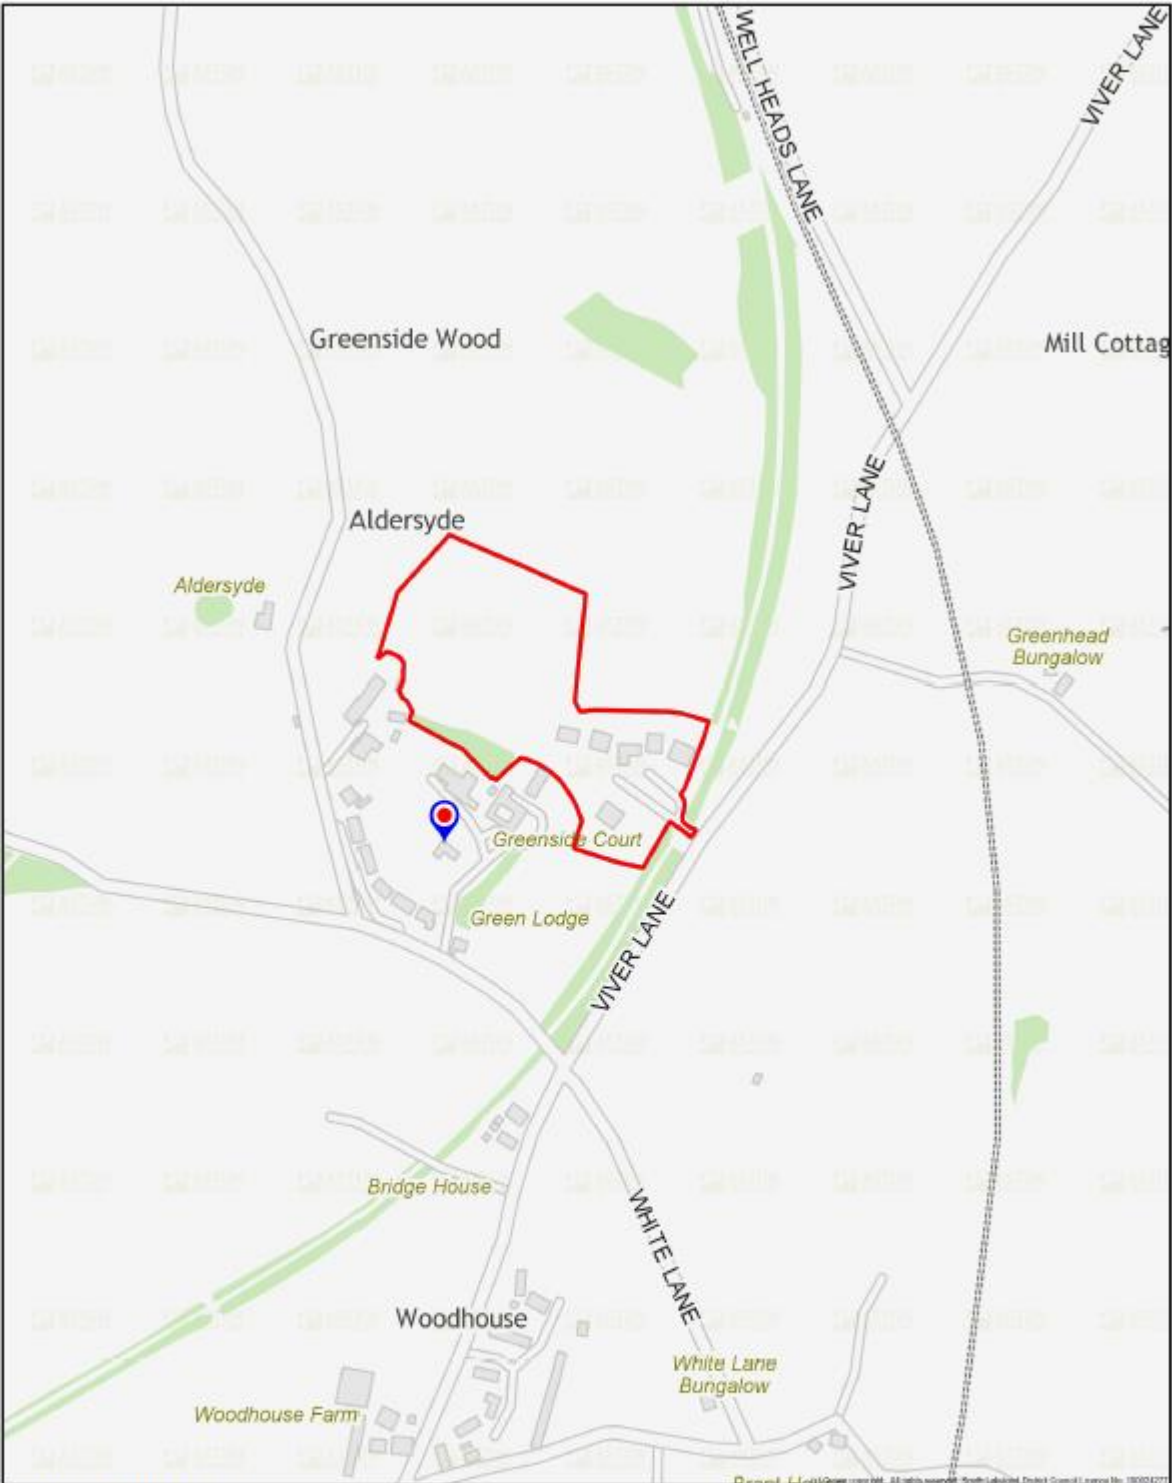 WELL HEADS LANE
VIVER LANE
Greenside Wood
Mill Cottag
VIVER LANE
Aldersyde
Aldersyde
Greenhead
Bungalow
Greenside Court
Green Lodge
VIVER LANE
Bridge House
WHITE LANE
Woodhouse
White Lane
Bungalow
Woodhouse Farm